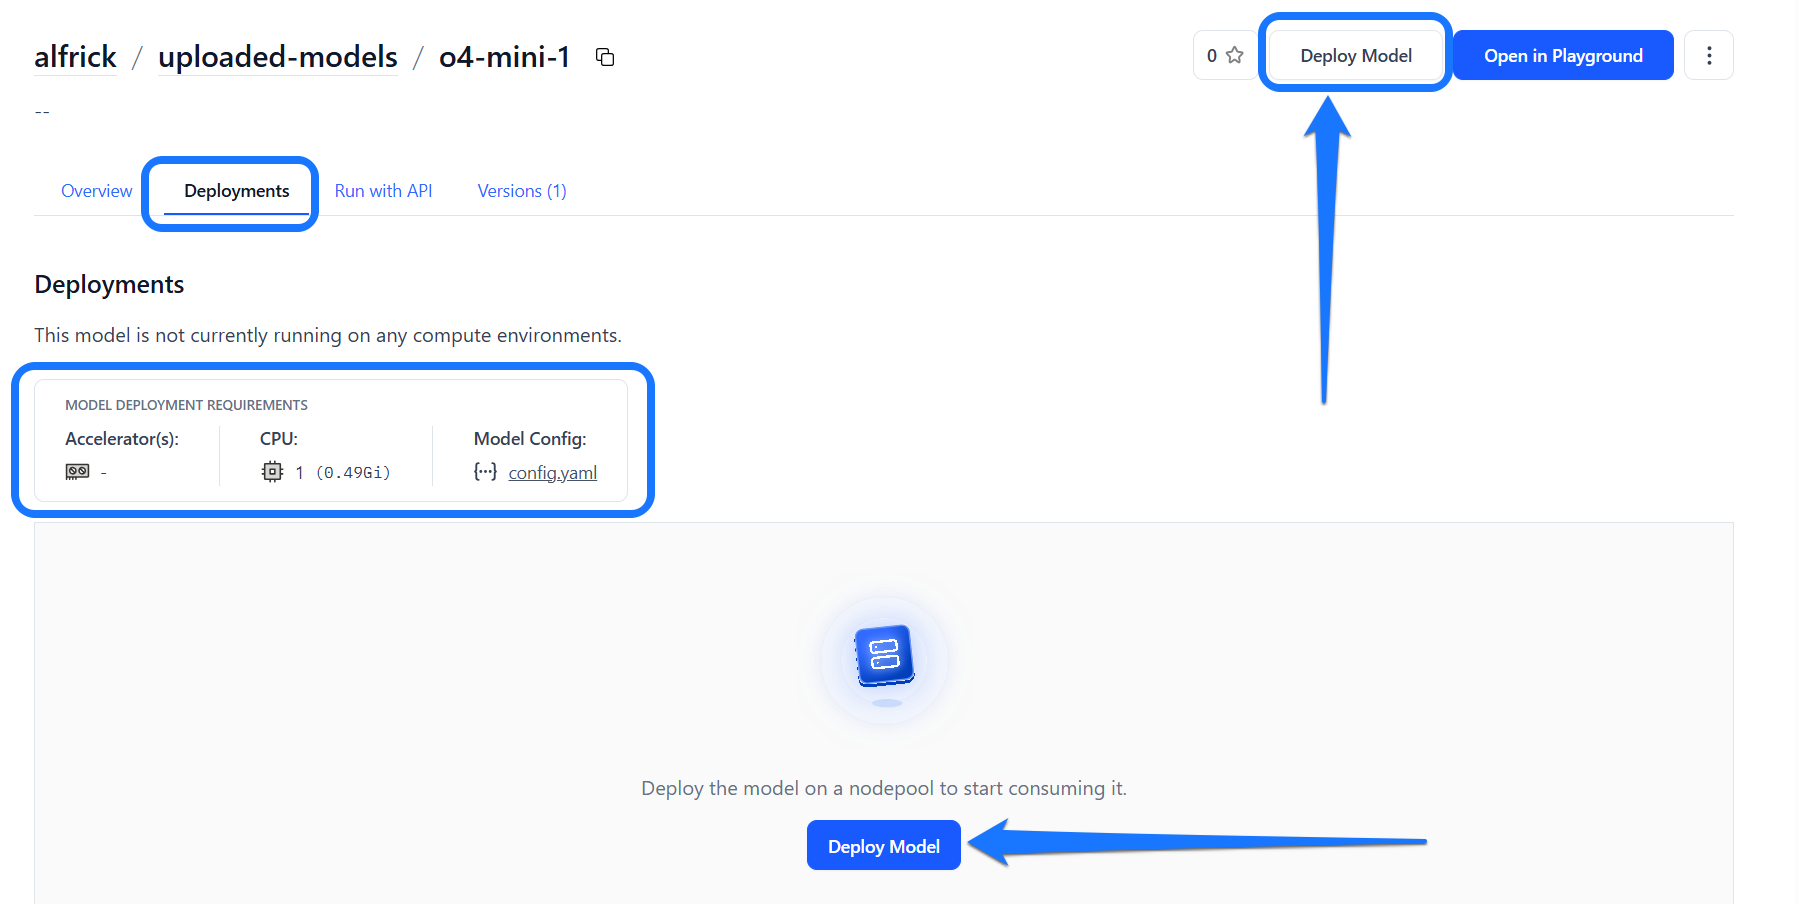 alfrick / uploaded-models / o4-mini-1
0
Deploy Model
Open in Playground
--
Overview
Deployments
Run with API
Versions (1)
Deployments
This model is not currently running on any compute environments.
MODEL DEPLOYMENT REQUIREMENTS
Accelerator(s):
-
CPU:
1 (0.49Gi)
Model Config:
config.yaml
Deploy the model on a nodepool to start consuming it.
Deploy Model